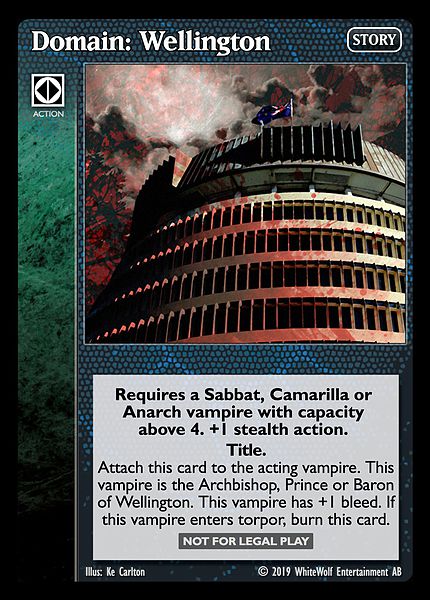 Domain: Wellington
STORY
ACTION
Requires a Sabbat, Camarilla or
Anarch vampire with capacity
above 4. +1 stealth action.
Title.
Attach this card to the acting vampire. This
vampire is the Archbishop, Prince or Baron
of Wellington. This vampire has +1 bleed. If
this vampire enters torpor, burn this card.
NOT FOR LEGAL PLAY
Illus: Ke Carlton
© 2019 WhiteWolf Entertainment AB